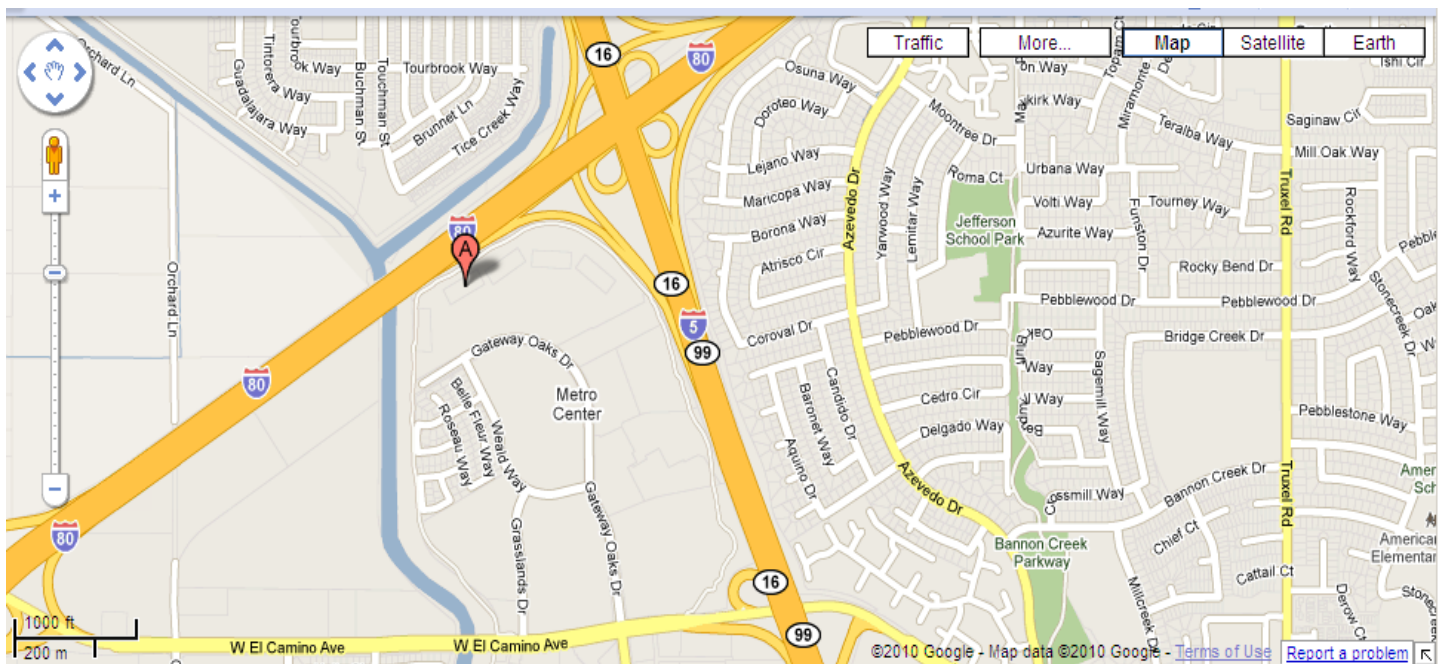 Traffic
More...
Map
Satellite
Earth
Orchard Ln
Tintorera Way
Guadalajara Way
Buchman St
Touchman St
Tourbrook Way
Brunnet Ln
Tice Creek Way
16
80
Osuna Way
Doroteo Way
Lejano Way
Maricopa Way
Borona Way
Atrisco Cir
Azevedo Dr
Yarwood Way
Lemitar Way
Moontree Dr
Roma Ct
Jefferson
School Park
Urbana Way
Volti Way
Azurite Way
Funston Dr
Tourney Way
Teralba Way
Saginaw Cir
Mill Oak Way
Truxel Rd
Rockford Way
Rocky Bend Dr
Pebblewood Dr
Pebblewood Dr
Stonecreek Dr
Bridge Creek Dr
80
A
16
5
99
Orchard Ln
80
Gateway Oaks Dr
Metro
Center
Belle Fleur Way
Weald Way
Roseau Way
Coroval Dr
Pebblewood Dr
Candido Dr
Baronet Way
Aquino Dr
Cedro Cir
Delgado Way
Sagemill Way
Pebblestone Way
Azevedo Dr
Bannon Creek Dr
Truxel Rd
Chief Ct
Cattail Ct
Bannon Creek
Parkway
Gateway Oaks Dr
Grasslands Dr
80
16
99
W El Camino Ave
W El Camino Ave
1000 ft
200 m
©2010 Google - Map data ©2010 Google - Terms of Use
Report a problem